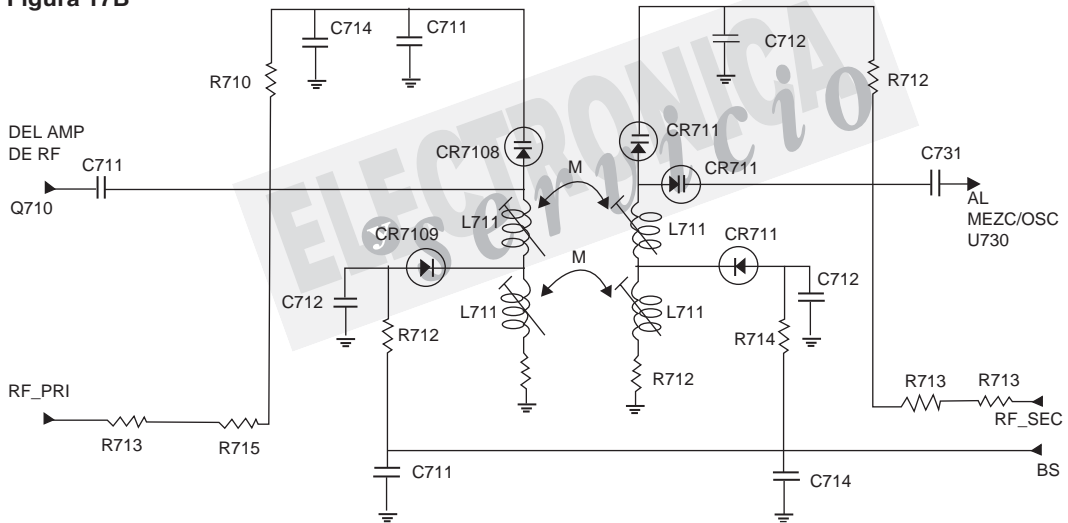 Figura 17B
C714
C711
C712
R710
R712
DEL AMP
DE RF
C711
Q710
CR7108
CR711
CR711
C731
AL
MEZC/OSC
U730
M
L711
L711
CR7109
CR711
M
C712
L711
L711
C712
R712
R714
R712
RF_PRI
R713
R715
R713
R713
RF_SEC
BS
C711
C714
ELECTRONICA
y servicio